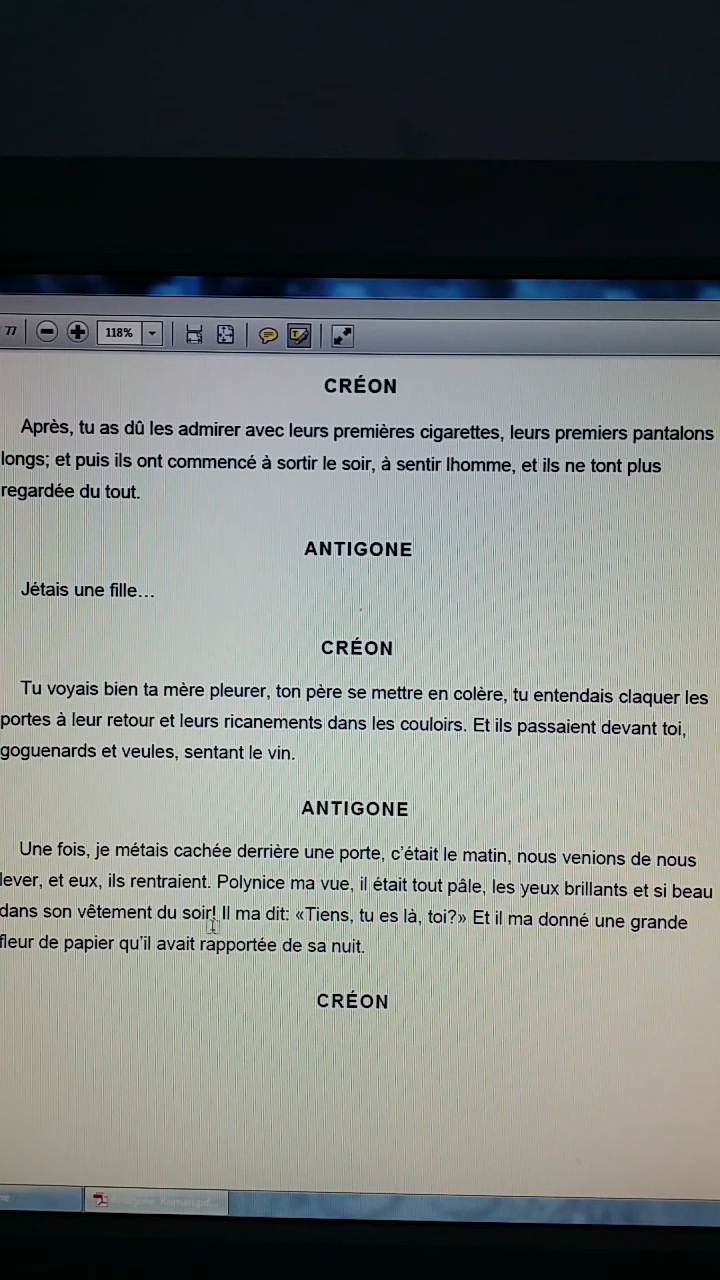 77
118%
CRÉON
Après, tu as dû les admirer avec leurs premières cigarettes, leurs premiers pantalons
longs; et puis ils ont commencé à sortir le soir, à sentir lhomme, et ils ne tont plus
regardée du tout.
ANTIGONE
Jétais une fille...
CRÉON
Tu voyais bien ta mère pleurer, ton père se mettre en colère, tu entendais claquer les
portes à leur retour et leurs ricanements dans les couloirs. Et ils passaient devant toi,
goguenards et veules, sentant le vin.
ANTIGONE
Une fois, je métais cachée derrière une porte, c'était le matin, nous venions de nous
lever, et eux, ils rentraient. Polynice ma vue, il était tout pâle, les yeux brillants et si beau
dans son vêtement du soir! Il ma dit: «Tiens, tu es là, toi?» Et il ma donné une grande
fleur de papier qu'il avait rapportée de sa nuit.
CRÉON